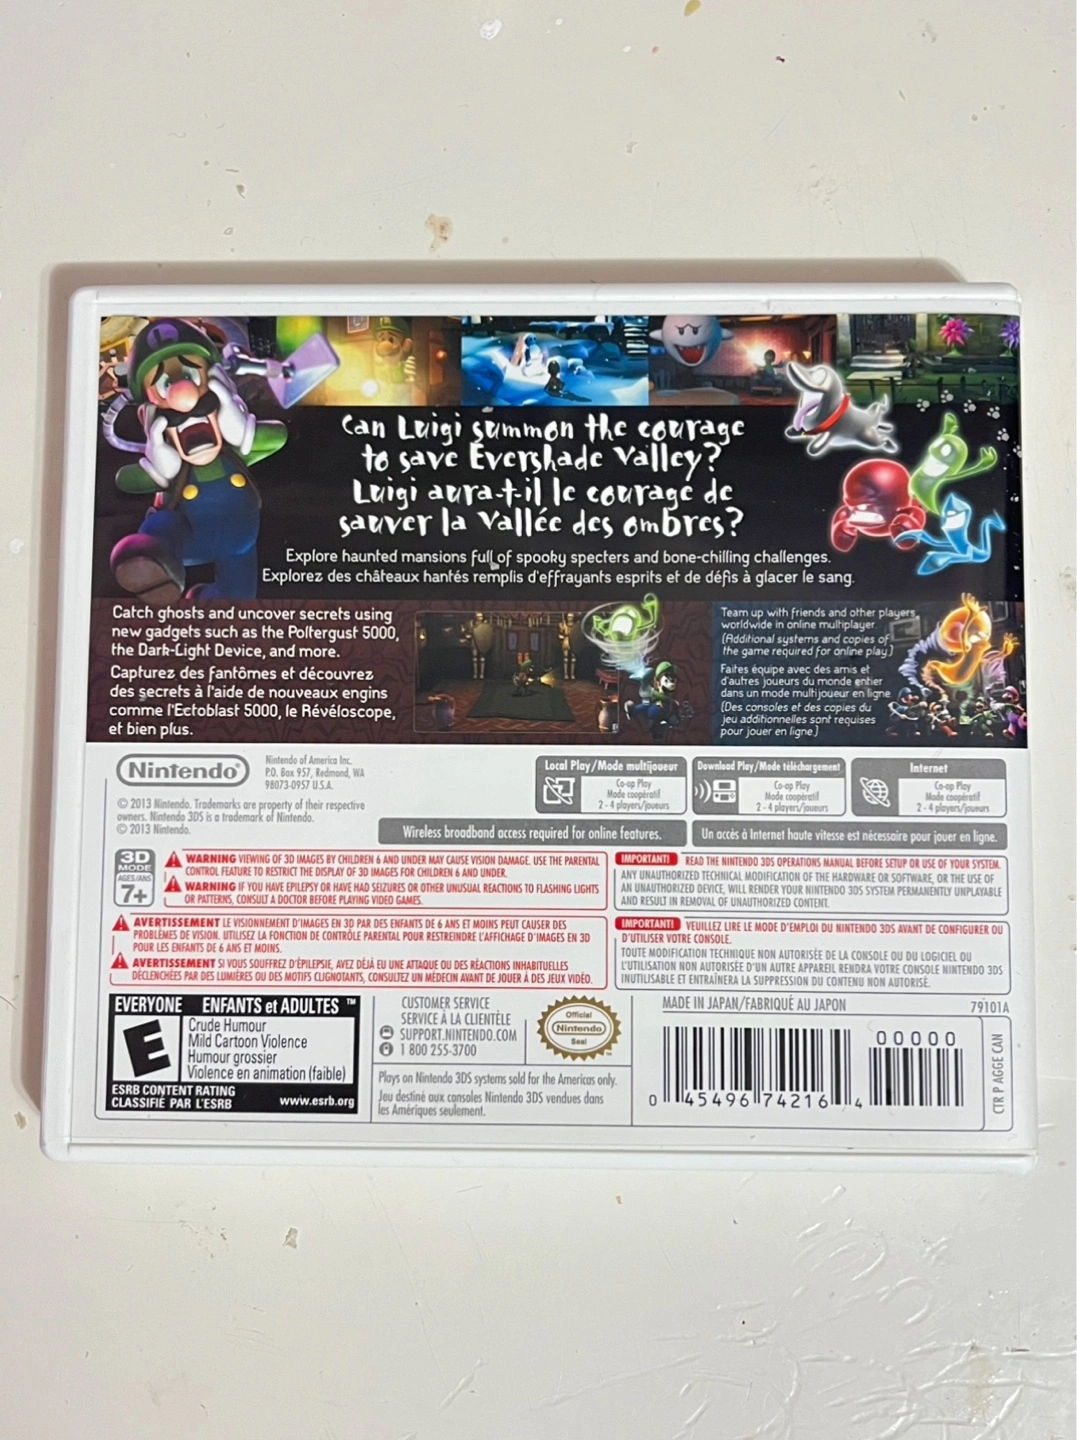 Can Luigi summon the courage
to save Evershade Valley?
Luigi aura-t-il le courage de
sauver la Vallée des ombres?
Explore haunted mansions full of spooky specters and bone-chilling challenges.
Explorez des châteaux hantés remplis d'effrayants esprits et de défis à glacer le sang.
Catch ghosts and uncover secrets using
new gadgets such as the Poltergust 5000,
the Dark-Light Device, and more.
Capturez des fantômes et découvrez
des secrets à l'aide de nouveaux engins
comme l'Ectoblast 5000, le Révéloscope,
et bien plus.
Team up with friends and other players
worldwide in online multiplayer.
(Additional systems and copies of
the game required for online play.)
Faites équipe avec des amis et
d'autres joueurs du monde entier
dans un mode multijoueur en ligne.
(Des consoles et des copies du
jeu additionnelles sont requises
pour jouer en ligne.)
Nintendo®
Nintendo of America Inc.
P.O. Box 957, Redmond, WA
98073-0957 U.S.A.
© 2013 Nintendo. Trademarks are property of their respective
owners. Nintendo 3DS is a trademark of Nintendo.
© 2013 Nintendo.
Local Play/Mode multijoueur
Co-op Play
Mode coopératif
2 - 4 players/joueurs
Download Play/Mode téléchargement
Co-op Play
Mode coopératif
2 - 4 players/joueurs
Internet
Co-op Play
Mode coopératif
2 - 4 players/joueurs
Wireless broadband access required for online features.
Un accès à Internet haute vitesse est nécessaire pour jouer en ligne.
3D
MODE
AGES/ANS
7+
WARNING VIEWING OF 3D IMAGES BY CHILDREN 6 AND UNDER MAY CAUSE VISION DAMAGE. USE THE PARENTAL
CONTROL FEATURE TO RESTRICT THE DISPLAY OF 3D IMAGES FOR CHILDREN 6 AND UNDER.
WARNING IF YOU HAVE EPILEPSY OR HAVE HAD SEIZURES OR OTHER UNUSUAL REACTIONS TO FLASHING LIGHTS
OR PATTERNS, CONSULT A DOCTOR BEFORE PLAYING VIDEO GAMES.
AVERTISSEMENT LE VISIONNEMENT D'IMAGES EN 3D PAR DES ENFANTS DE 6 ANS ET MOINS PEUT CAUSER DES
PROBLÈMES DE VISION. UTILISEZ LA FONCTION DE CONTRÔLE PARENTAL POUR RESTREINDRE L'AFFICHAGE D'IMAGES EN 3D
POUR LES ENFANTS DE 6 ANS ET MOINS.
AVERTISSEMENT SI VOUS SOUFFREZ D'ÉPILEPSIE, AVEZ DÉJÀ EU UNE ATTAQUE OU DES RÉACTIONS INHABITUELLES
DÉCLENCHÉES PAR DES LUMIÈRES OU DES MOTIFS CLIGNOTANTS, CONSULTEZ UN MÉDECIN AVANT DE JOUER À DES JEUX VIDÉO.
IMPORTANT! READ THE NINTENDO 3DS OPERATIONS MANUAL BEFORE SETUP OR USE OF YOUR SYSTEM.
ANY UNAUTHORIZED TECHNICAL MODIFICATION OF THE HARDWARE OR SOFTWARE, OR THE USE OF
AN UNAUTHORIZED DEVICE, WILL RENDER YOUR NINTENDO 3DS SYSTEM PERMANENTLY UNPLAYABLE
AND RESULT IN REMOVAL OF UNAUTHORIZED CONTENT.
IMPORTANT! VEUILLEZ LIRE LE MODE D'EMPLOI DU NINTENDO 3DS AVANT DE CONFIGURER OU
D'UTILISER VOTRE CONSOLE.
TOUTE MODIFICATION TECHNIQUE NON AUTORISÉE DE LA CONSOLE OU DU LOGICIEL OU
L'UTILISATION NON AUTORISÉE D'UN AUTRE APPAREIL RENDRA VOTRE CONSOLE NINTENDO 3DS
INUTILISABLE ET ENTRAÎNERA LA SUPPRESSION DU CONTENU NON AUTORISÉ.
EVERYONE ENFANTS et ADULTES ™
E
Crude Humour
Mild Cartoon Violence
Humour grossier
Violence en animation (faible)
ESRB CONTENT RATING
CLASSIFIÉ PAR L'ESRB
www.esrb.org
CUSTOMER SERVICE
SERVICE À LA CLIENTÈLE
SUPPORT.NINTENDO.COM
1 800 255-3700
Official
Nintendo
Seal
Plays on Nintendo 3DS systems sold for the Americas only.
Jeu destiné aux consoles Nintendo 3DS vendues dans
les Amériques seulement.
MADE IN JAPAN/FABRIQUÉ AU JAPON
79101A
00000
0 45496 74216 4
CTR P AGGE CAN